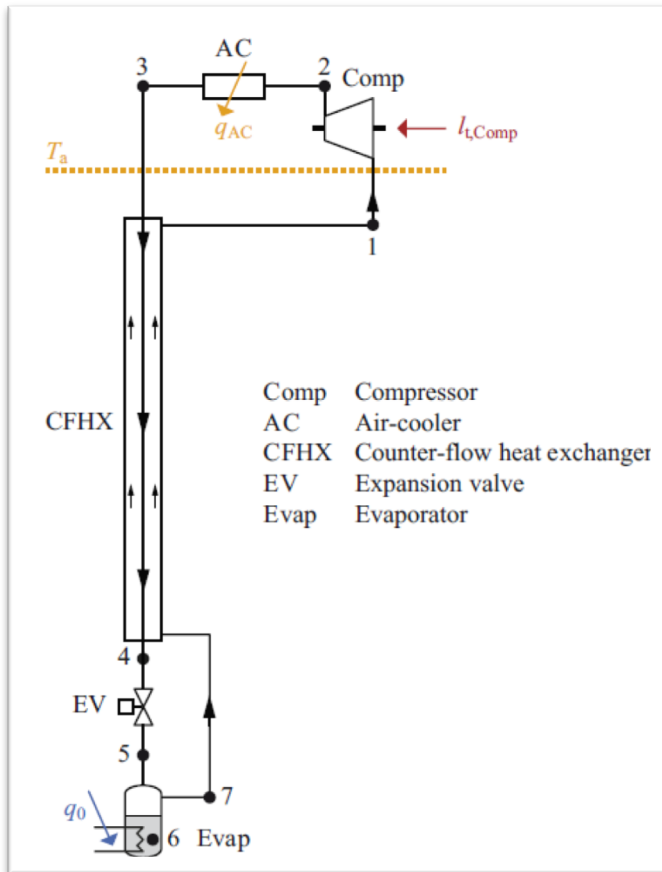 AC
3
2
Comp
qAC
lt,Comp
Ta
1
CFHX
Comp Compressor
AC Air-cooler
CFHX Counter-flow heat exchanger
EV Expansion valve
Evap Evaporator
4
EV
5
7
q0
6 Evap